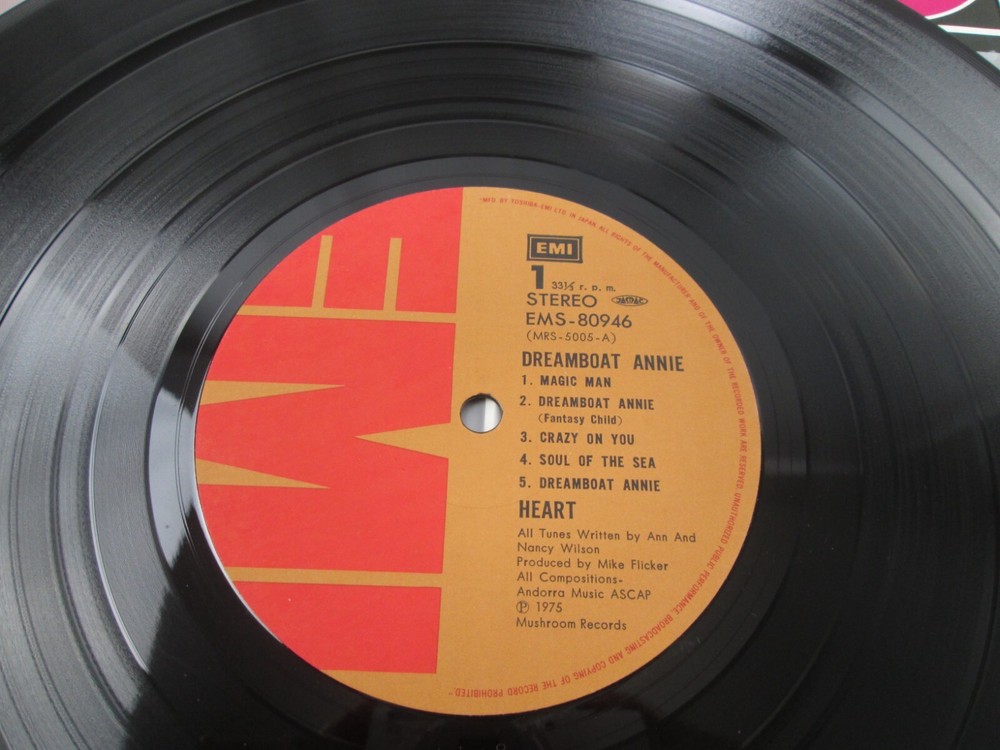 EMI
EMI
1 33⅓ r. p. m.
STEREO JASRAC
EMS-80946
(MRS-5005-A)
DREAMBOAT ANNIE
1. MAGIC MAN
2. DREAMBOAT ANNIE
(Fantasy Child)
3. CRAZY ON YOU
4. SOUL OF THE SEA
5. DREAMBOAT ANNIE
HEART
All Tunes Written by Ann And
Nancy Wilson
Produced by Mike Flicker
All Compositions-
Andorra Music ASCAP
Ⓟ 1975
Mushroom Records
"MFD. BY TOSHIBA EMI LTD. IN JAPAN. ALL RIGHTS OF THE MANUFACTURER AND OF THE OWNER OF THE RECORDED WORK ARE RESERVED. UNAUTHORIZED PUBLIC PERFORMANCE, BROADCASTING AND COPYING OF THE RECORD PROHIBITED"